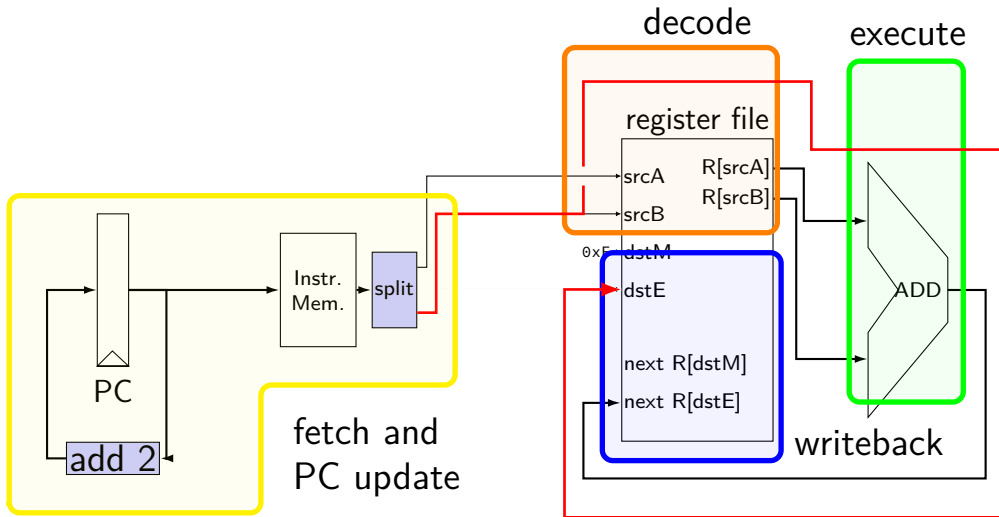 decode
execute
register file
srcA
R[srcA]
srcB
R[srcB]
0xF
dstM
dstE
next R[dstM]
next R[dstE]
ADD
Instr.
Mem.
split
PC
add 2
fetch and
PC update
writeback